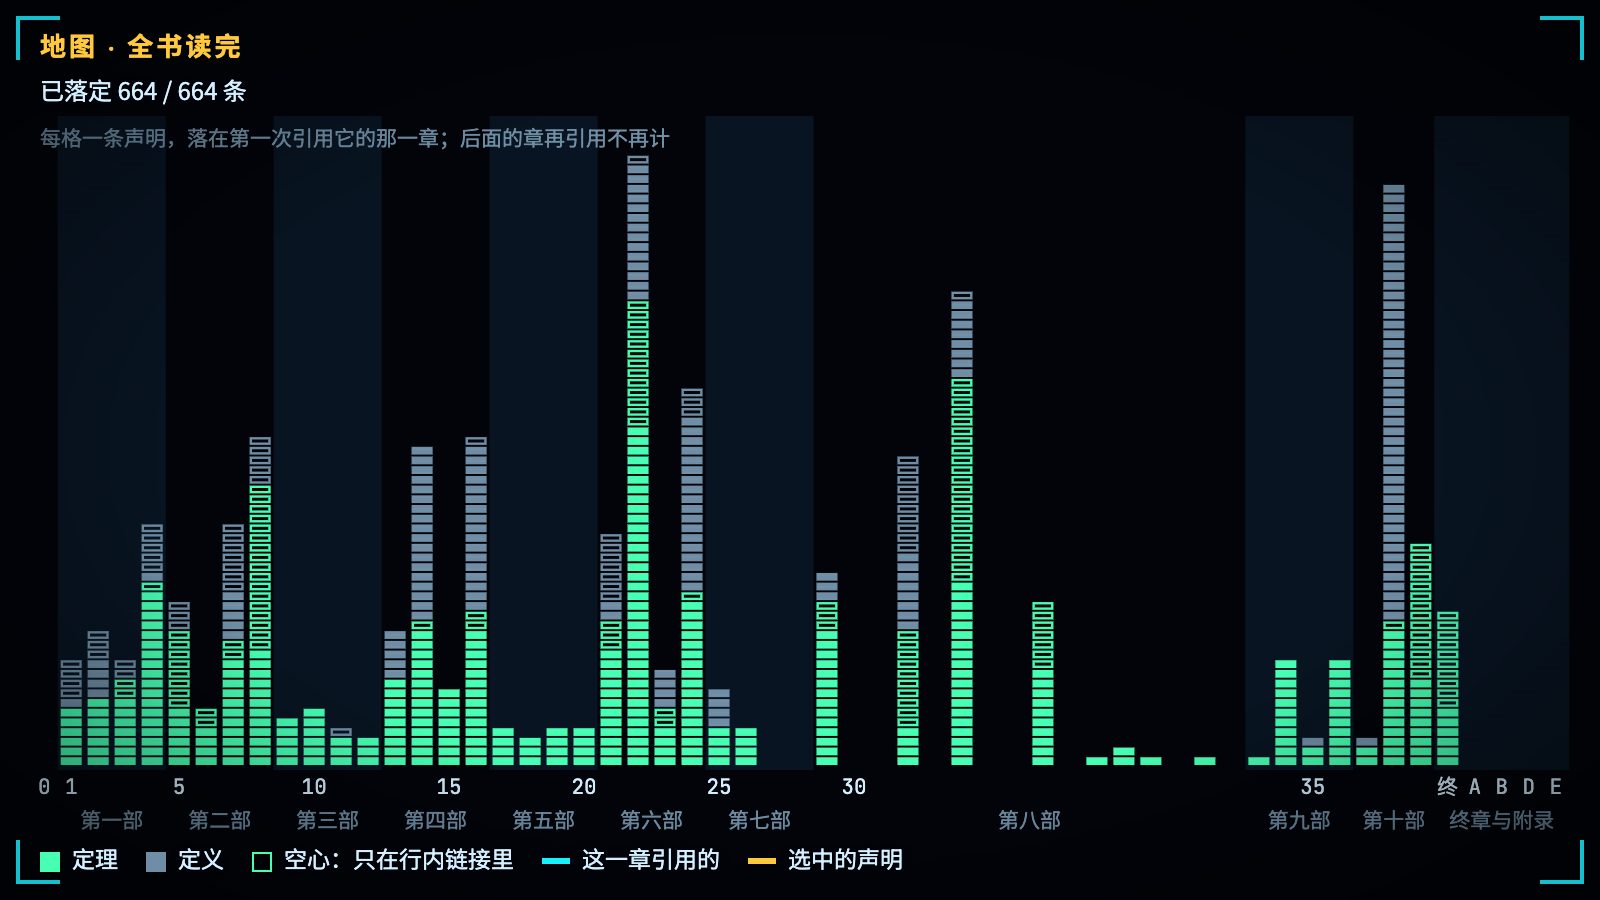 地图 · 全书读完
已落定 664 / 664 条
每格一条声明，落在第一次引用它的那一章；后面的章再引用不再计
0 1 5 10 15 20 25 30 35 终 A B D E
第一部 第二部 第三部 第四部 第五部 第六部 第七部 第八部 第九部 第十部 终章与附录
定理 定义 空心：只在行内链接里 这一章引用的 选中的声明